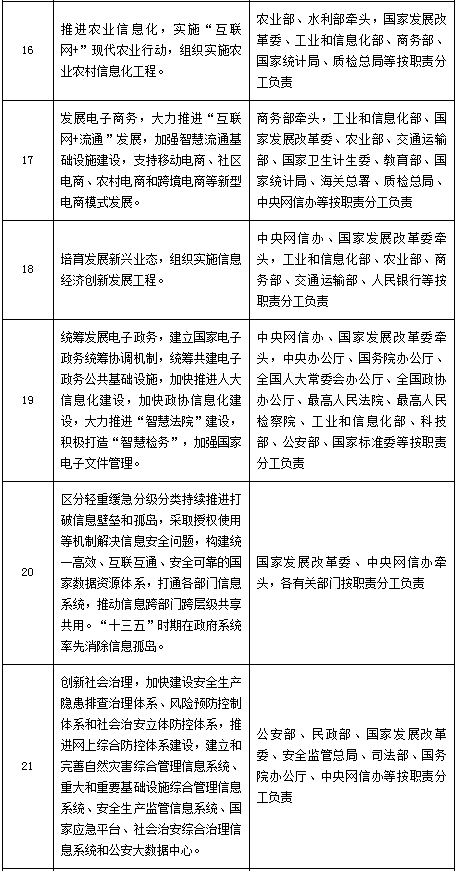 16
推进农业信息化，实施“互联
网+”现代农业行动，组织实施农
业农村信息化工程。
农业部、水利部牵头，国家发展改
革委、工业和信息化部、商务部、
国家统计局、质检总局等按职责分
工负责
17
发展电子商务，大力推进“互联
网+流通”发展，加强智慧流通基
础设施建设，支持移动电商、社区
电商、农村电商和跨境电商等新型
电商模式发展。
商务部牵头，工业和信息化部、国
家发展改革委、农业部、交通运输
部、国家卫生计生委、教育部、国
家统计局、海关总署、质检总局、
中央网信办等按职责分工负责
18
培育发展新兴业态，组织实施信息
经济创新发展工程。
中央网信办、国家发展改革委牵
头，工业和信息化部、农业部、商
务部、交通运输部、人民银行等按
职责分工负责
19
统筹发展电子政务，建立国家电子
政务统筹协调机制，统筹共建电子
政务公共基础设施，加快推进人大
信息化建设，加快政协信息化建
设，大力推进“智慧法院”建设，
积极打造“智慧检务”，加强国家
电子文件管理。
中央网信办、国家发展改革委牵
头，中央办公厅、国务院办公厅、
全国人大常委会办公厅、全国政协
办公厅、最高人民法院、最高人民
检察院、工业和信息化部、科技
部、公安部、国家标准委等按职责
分工负责
20
区分轻重缓急分级分类持续推进打
破信息壁垒和孤岛，采取授权使用
等机制解决信息安全问题，构建统
一高效、互联互通、安全可靠的国
家数据资源体系，打通各部门信息
系统，推动信息跨部门跨层级共享
共用。“十三五”时期在政府系统
率先消除信息孤岛。
国家发展改革委、中央网信办牵
头，各有关部门按职责分工负责
21
创新社会治理，加快建设安全生产
隐患排查治理体系、风险预防控制
体系和社会治安立体防控体系，推
进网上综合防控体系建设，建立和
完善自然灾害综合管理信息系统、
重大和重要基础设施综合管理信息
系统、安全生产监管信息系统、国
家应急平台、社会治安综合治理信
息系统和公安大数据中心。
公安部、民政部、国家发展改革
委、安全监管总局、司法部、国务
院办公厅、中央网信办等按职责分
工负责